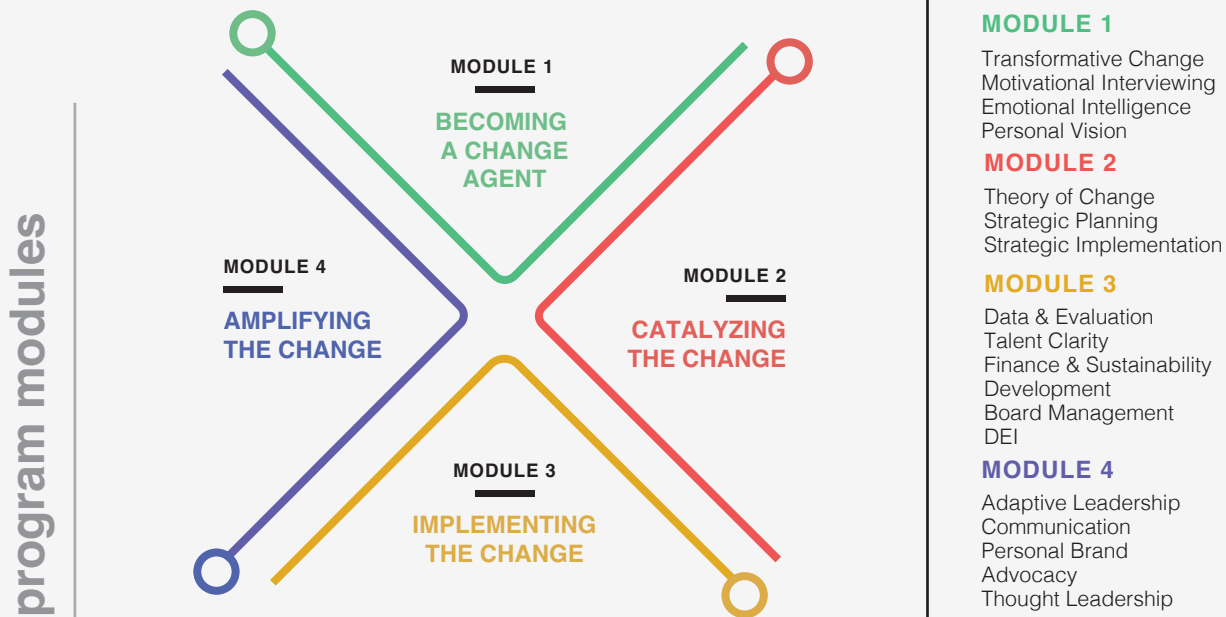 program modules
MODULE 1
BECOMING
A CHANGE
AGENT
MODULE 4
AMPLIFYING
THE CHANGE
MODULE 2
CATALYZING
THE CHANGE
MODULE 3
IMPLEMENTING
THE CHANGE
MODULE 1
Transformative Change
Motivational Interviewing
Emotional Intelligence
Personal Vision
MODULE 2
Theory of Change
Strategic Planning
Strategic Implementation
MODULE 3
Data & Evaluation
Talent Clarity
Finance & Sustainability
Development
Board Management
DEI
MODULE 4
Adaptive Leadership
Communication
Personal Brand
Advocacy
Thought Leadership